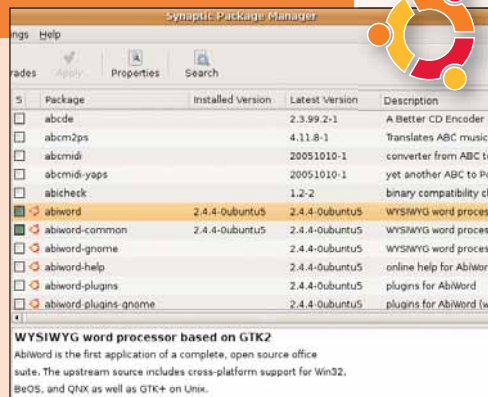 Synaptic Package Manager
ngs Help
rades Apply Properties Search
S Package Installed Version Latest Version Description
abcde 2.3.99.2-1 A Better CD Encoder
abcm2ps 4.11.8-1 Translates ABC music
abcmidi 20051010-1 converter from ABC t
abcmidi-yaps 20051010-1 yet another ABC to P
abicheck 1.2-2 binary compatibility c
abiword 2.4.4-0ubuntu5 2.4.4-0ubuntu5 WYSIWYG word proces
abiword-common 2.4.4-0ubuntu5 2.4.4-0ubuntu5 WYSIWYG word proces
abiword-gnome 2.4.4-0ubuntu5 WYSIWYG word proces
abiword-help 2.4.4-0ubuntu5 online help for AbiWor
abiword-plugins 2.4.4-0ubuntu5 plugins for AbiWord
abiword-plugins-gnome 2.4.4-0ubuntu5 plugins for AbiWord (w
WYSIWYG word processor based on GTK2
AbiWord is the first application of a complete, open source office
suite. The upstream source includes cross-platform support for Win32,
BeOS, and QNX as well as GTK+ on Unix.